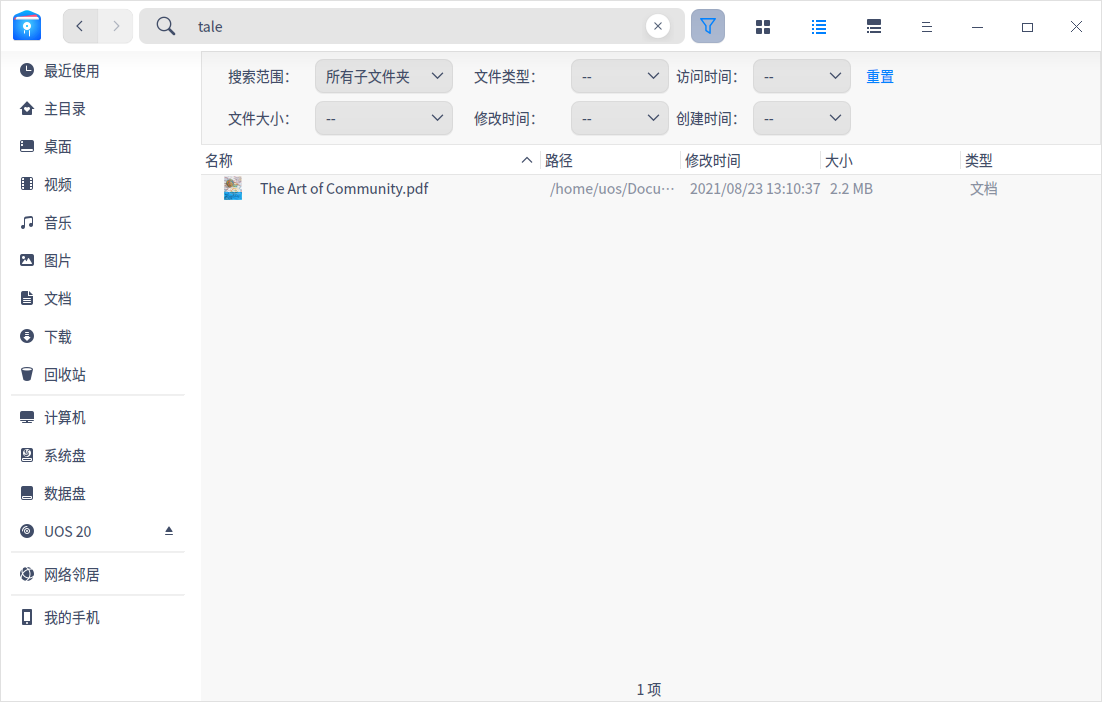 tale
最近使用
主目录
桌面
视频
音乐
图片
文档
下载
回收站
计算机
系统盘
数据盘
UOS 20
网络邻居
我的手机
搜索范围： 所有子文件夹 文件类型： -- 访问时间： -- 重置
文件大小： -- 修改时间： -- 创建时间： --
名称 路径 修改时间 大小 类型
The Art of Community.pdf /home/uos/Docu··· 2021/08/23 13:10:37 2.2 MB 文档
1 项